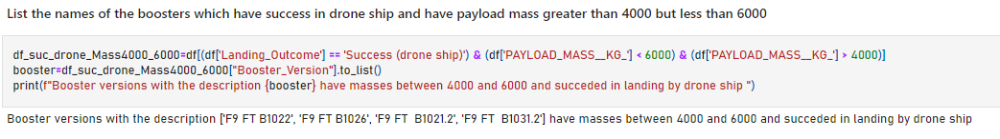 List the names of the boosters which have success in drone ship and have payload mass greater than 4000 but less than 6000
df_suc_drone_Mass4000_6000=df[(df['Landing_Outcome'] == 'Success (drone ship)') & (df['PAYLOAD_MASS__KG_'] < 6000) & (df['PAYLOAD_MASS__KG_'] > 4000)]
booster=df_suc_drone_Mass4000_6000["Booster_Version"].to_list()
print(f"Booster versions with the description {booster} have masses between 4000 and 6000 and succeded in landing by drone ship ")
Booster versions with the description ['F9 FT B1022', 'F9 FT B1026', 'F9 FT  B1021.2', 'F9 FT  B1031.2'] have masses between 4000 and 6000 and succeded in landing by drone ship